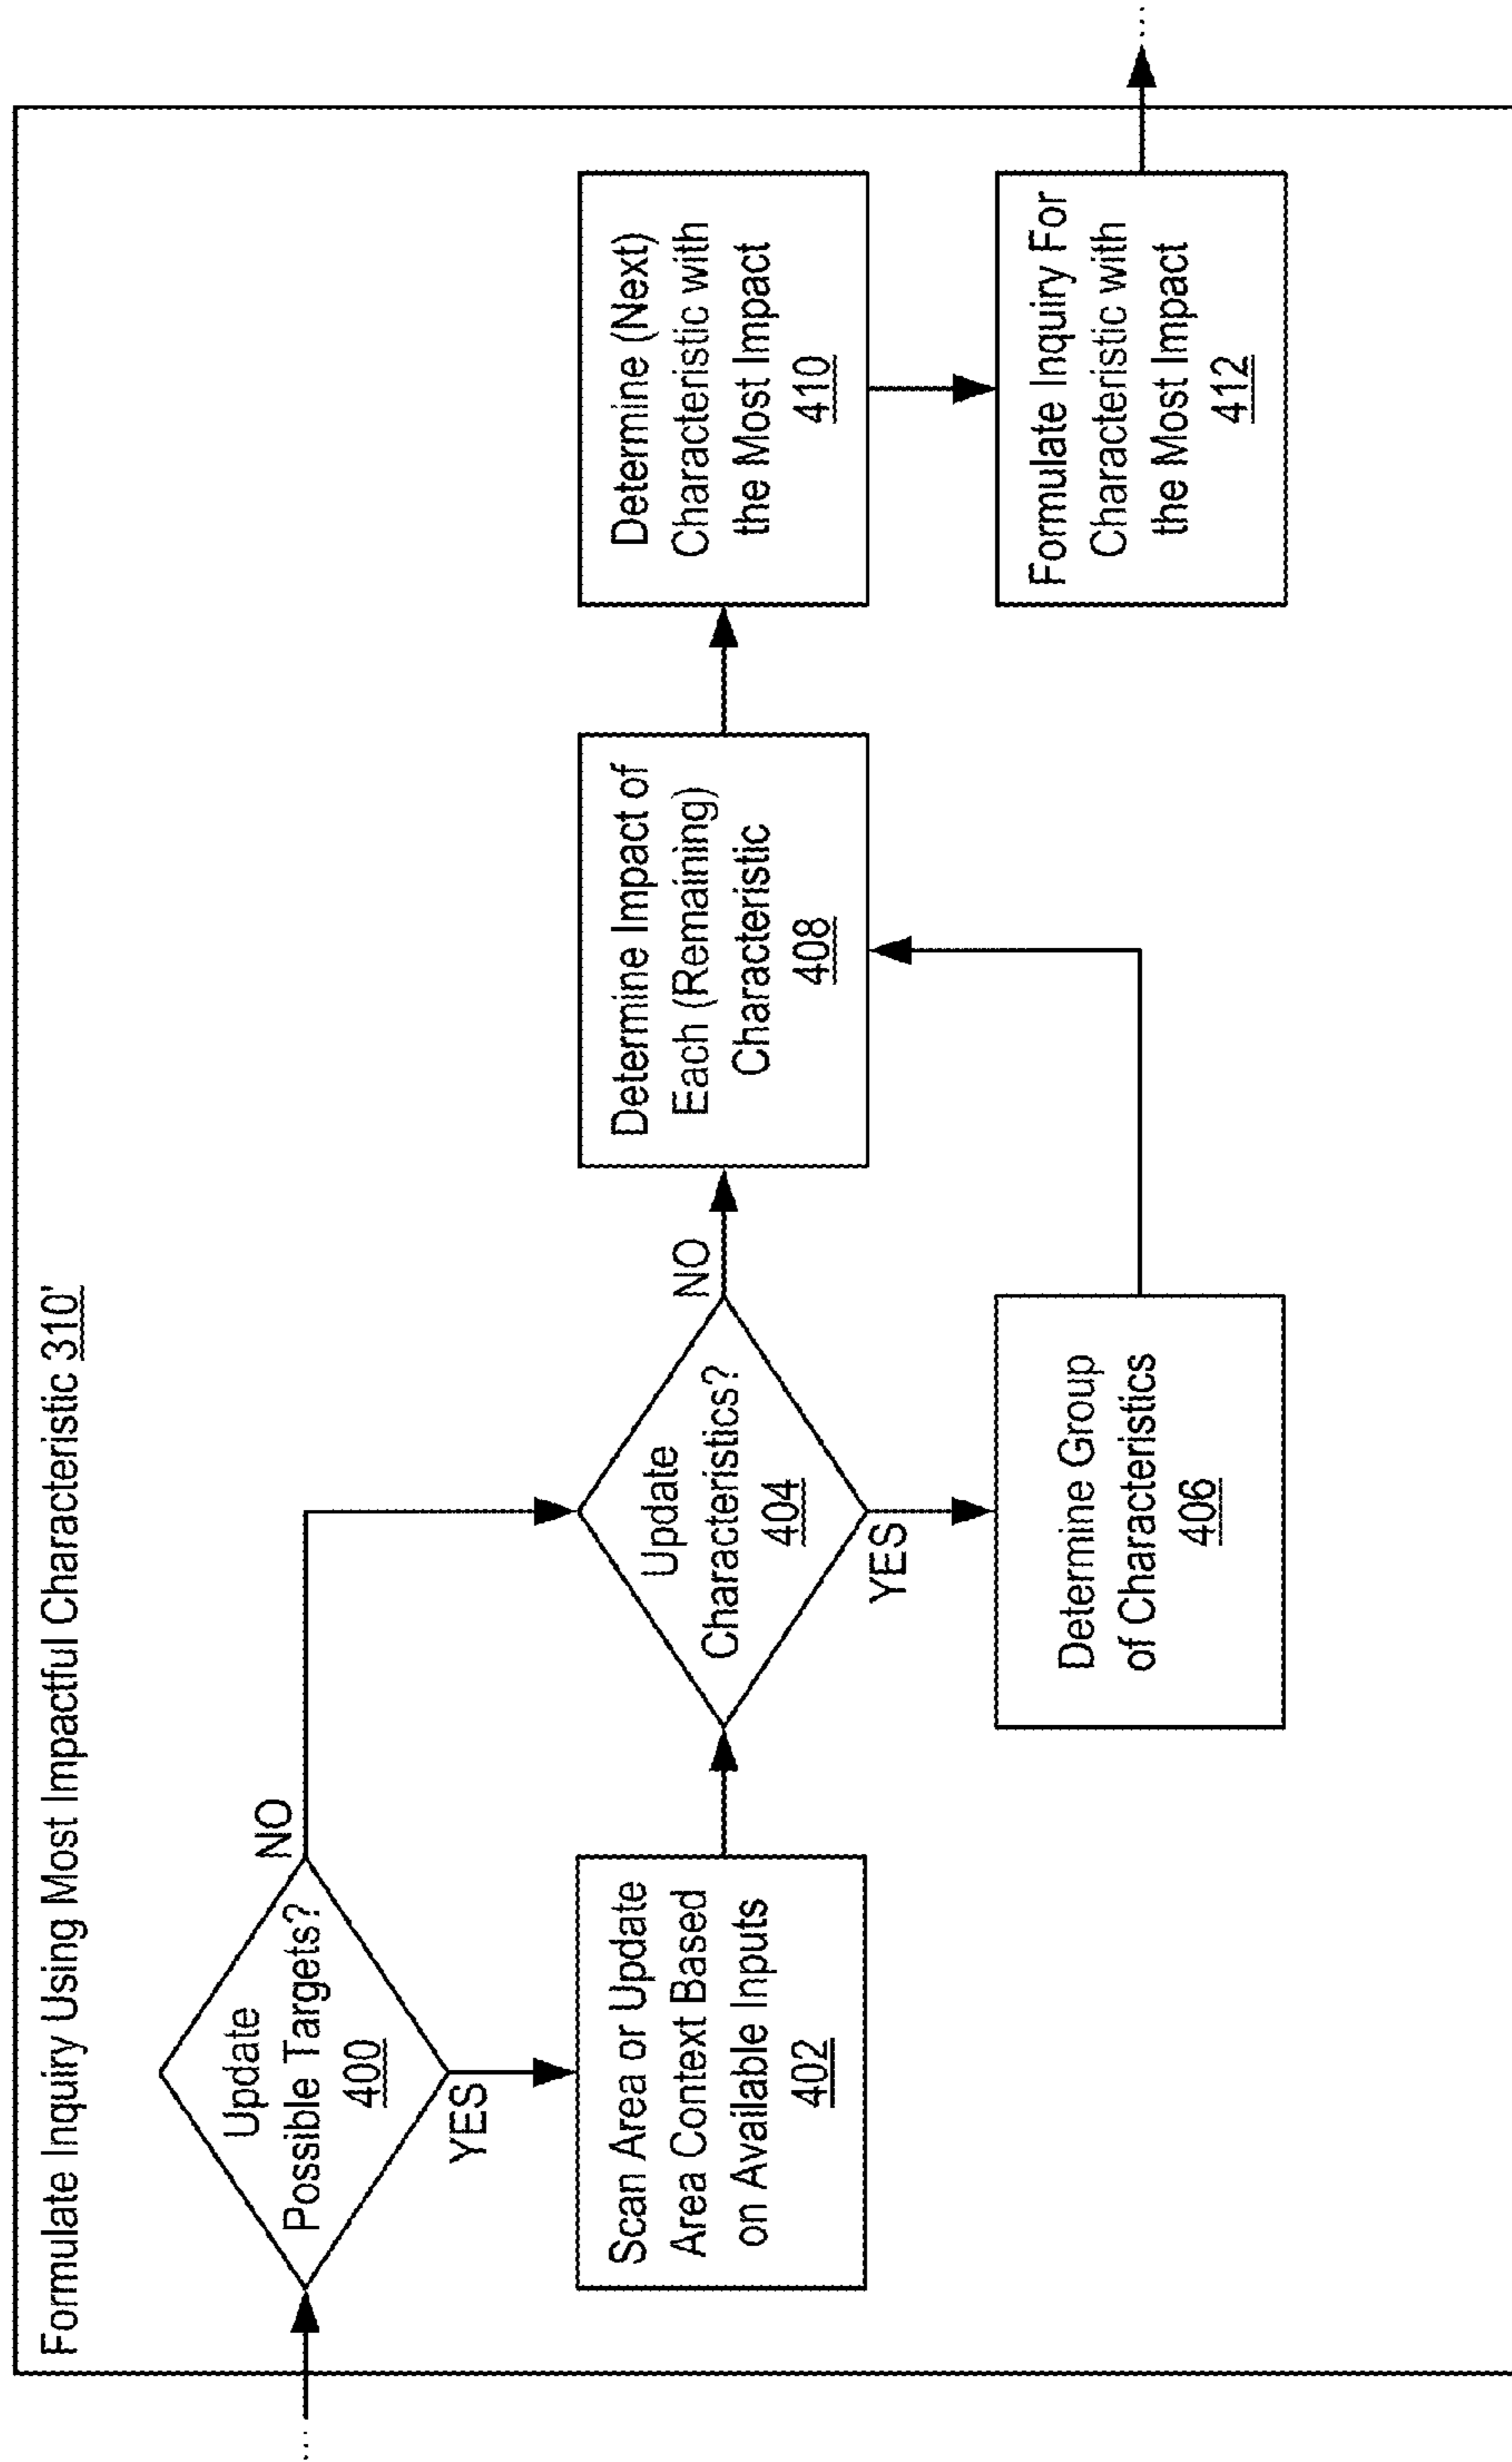 Formulate Inquiry Using Most Impactful Characteristic 310'
...
Update
Possible Targets?
400
NO
YES
Scan Area or Update
Area Context Based
on Available Inputs
402
Update
Characteristics?
404
NO
YES
Determine Group
of Characteristics
406
Determine Impact of
Each (Remaining)
Characteristic
408
Determine (Next)
Characteristic with
the Most Impact
410
Formulate Inquiry For
Characteristic with
the Most Impact
412
...